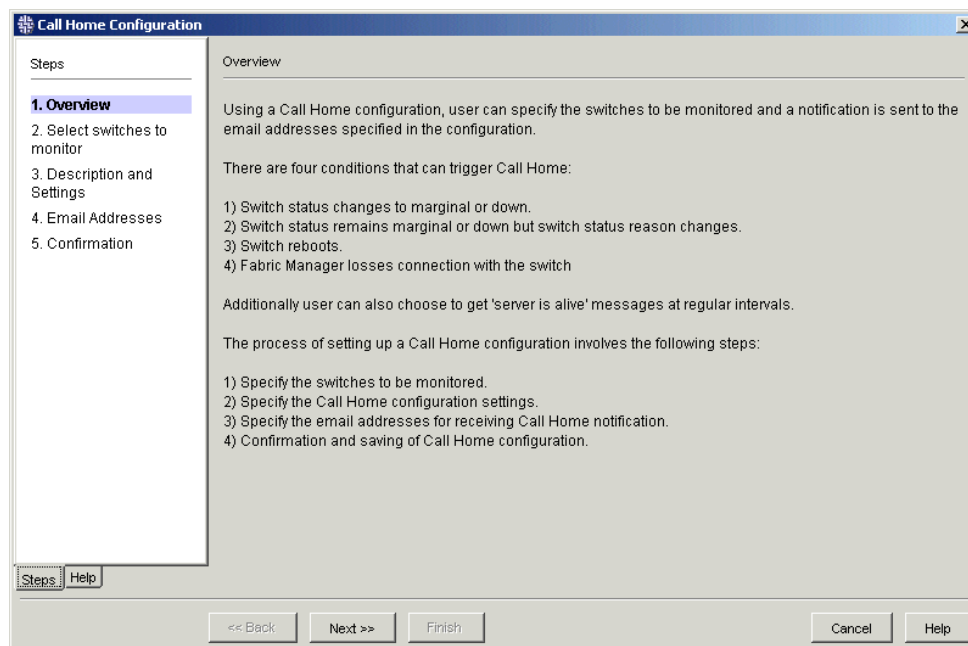 Call Home Configuration
Steps
1. Overview
2. Select switches to
monitor
3. Description and
Settings
4. Email Addresses
5. Confirmation
Overview
Using a Call Home configuration, user can specify the switches to be monitored and a notification is sent to the
email addresses specified in the configuration.
There are four conditions that can trigger Call Home:
1) Switch status changes to marginal or down.
2) Switch status remains marginal or down but switch status reason changes.
3) Switch reboots.
4) Fabric Manager losses connection with the switch
Additionally user can also choose to get 'server is alive' messages at regular intervals.
The process of setting up a Call Home configuration involves the following steps:
1) Specify the switches to be monitored.
2) Specify the Call Home configuration settings.
3) Specify the email addresses for receiving Call Home notification.
4) Confirmation and saving of Call Home configuration.
Steps Help
<< Back Next >> Finish Cancel Help